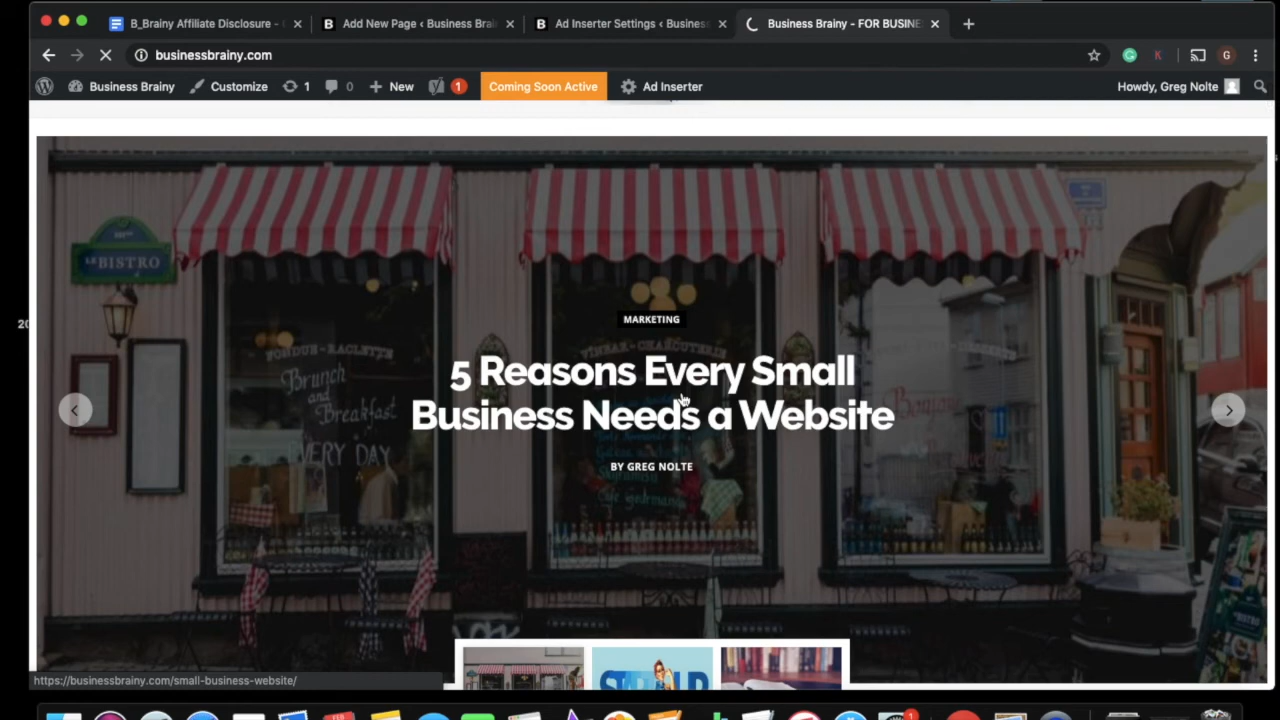 B_Brainy Affiliate Disclosure -
Add New Page ‹ Business Brai
Ad Inserter Settings ‹ Busines
Business Brainy - FOR BUSINE
businessbrainy.com
G
Business Brainy
Customize
1
0
New
1
Coming Soon Active
Ad Inserter
Howdy, Greg Nolte
LE BISTRO
FONDUE - RACLETTE
Brunch
and
Breakfast
EVERY DAY
MARKETING
5 Reasons Every Small
Business Needs a Website
BY GREG NOLTE
https://businessbrainy.com/small-business-website/